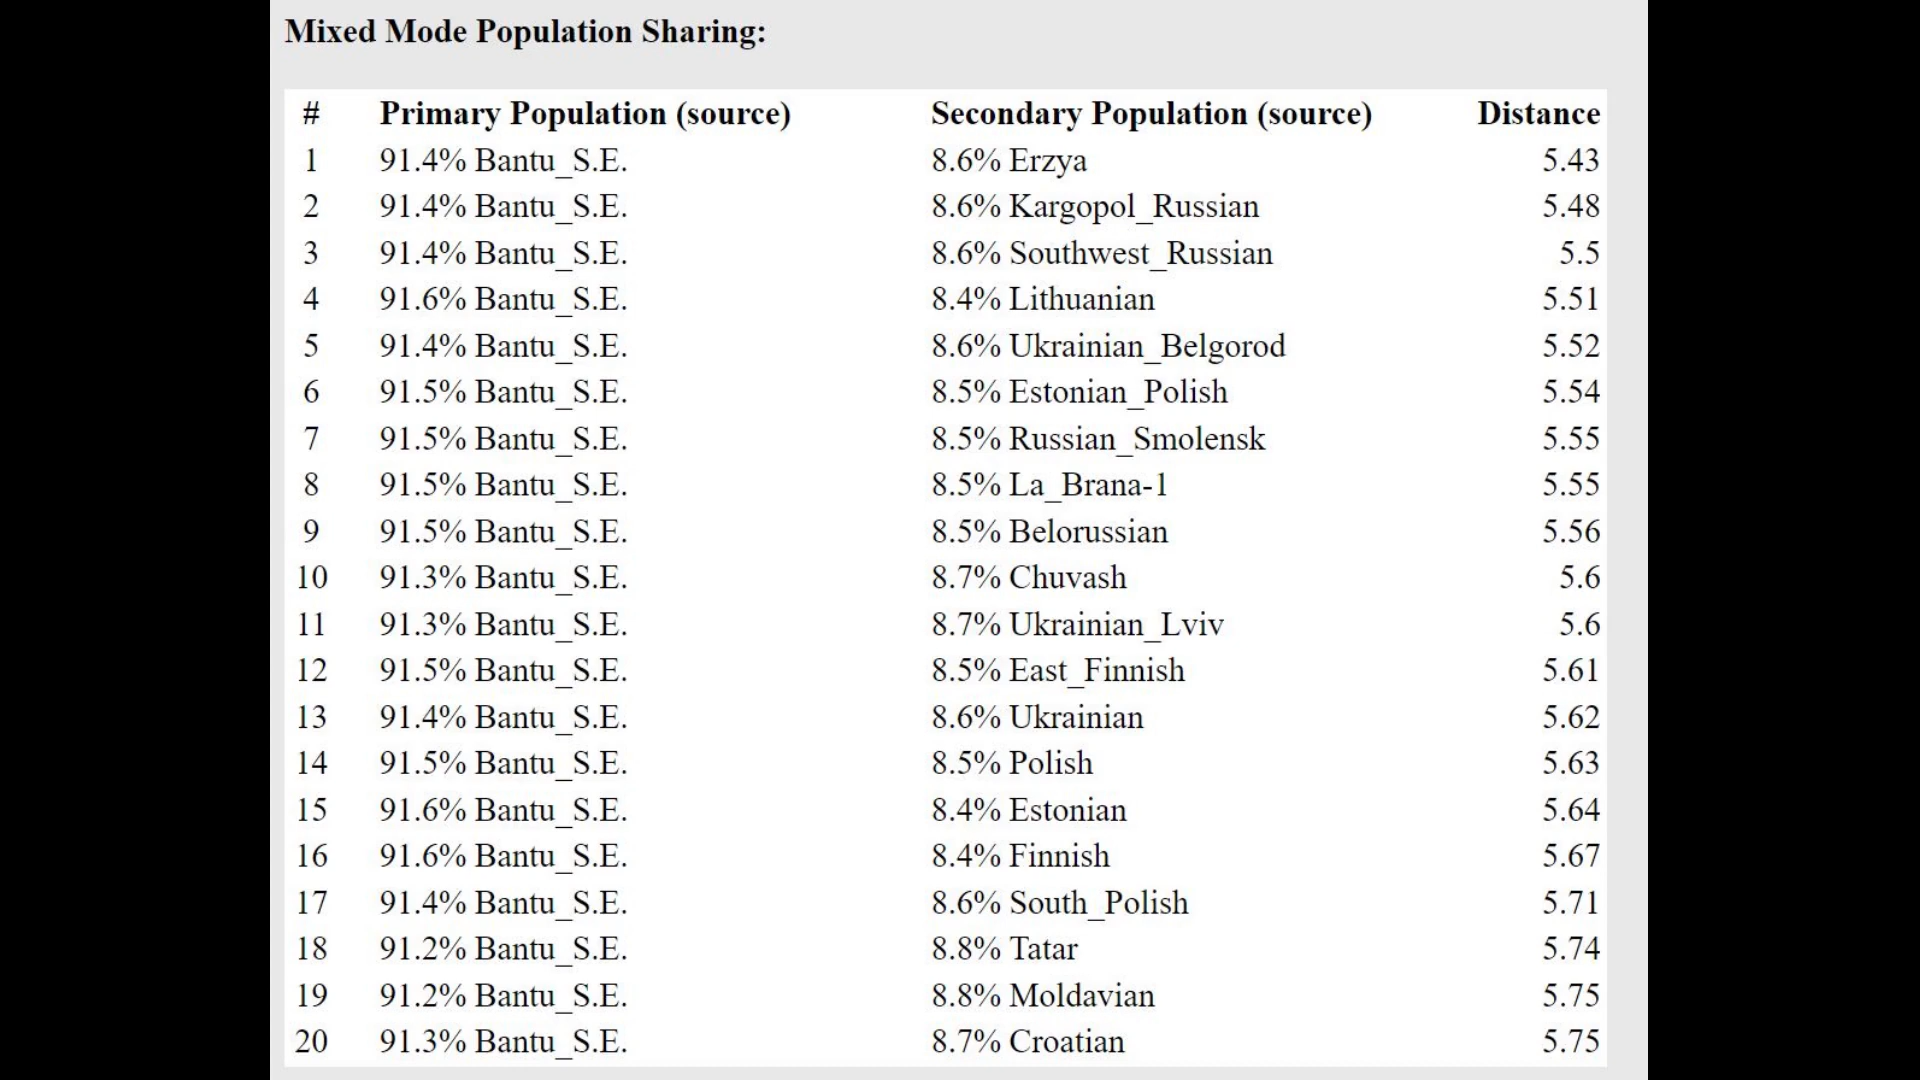 Mixed Mode Population Sharing:
# Primary Population (source) Secondary Population (source) Distance
1 91.4% Bantu_S.E. 8.6% Erzya 5.43
2 91.4% Bantu_S.E. 8.6% Kargopol_Russian 5.48
3 91.4% Bantu_S.E. 8.6% Southwest_Russian 5.5
4 91.6% Bantu_S.E. 8.4% Lithuanian 5.51
5 91.4% Bantu_S.E. 8.6% Ukrainian_Belgorod 5.52
6 91.5% Bantu_S.E. 8.5% Estonian_Polish 5.54
7 91.5% Bantu_S.E. 8.5% Russian_Smolensk 5.55
8 91.5% Bantu_S.E. 8.5% La_Brana-1 5.55
9 91.5% Bantu_S.E. 8.5% Belorussian 5.56
10 91.3% Bantu_S.E. 8.7% Chuvash 5.6
11 91.3% Bantu_S.E. 8.7% Ukrainian_Lviv 5.6
12 91.5% Bantu_S.E. 8.5% East_Finnish 5.61
13 91.4% Bantu_S.E. 8.6% Ukrainian 5.62
14 91.5% Bantu_S.E. 8.5% Polish 5.63
15 91.6% Bantu_S.E. 8.4% Estonian 5.64
16 91.6% Bantu_S.E. 8.4% Finnish 5.67
17 91.4% Bantu_S.E. 8.6% South_Polish 5.71
18 91.2% Bantu_S.E. 8.8% Tatar 5.74
19 91.2% Bantu_S.E. 8.8% Moldavian 5.75
20 91.3% Bantu_S.E. 8.7% Croatian 5.75